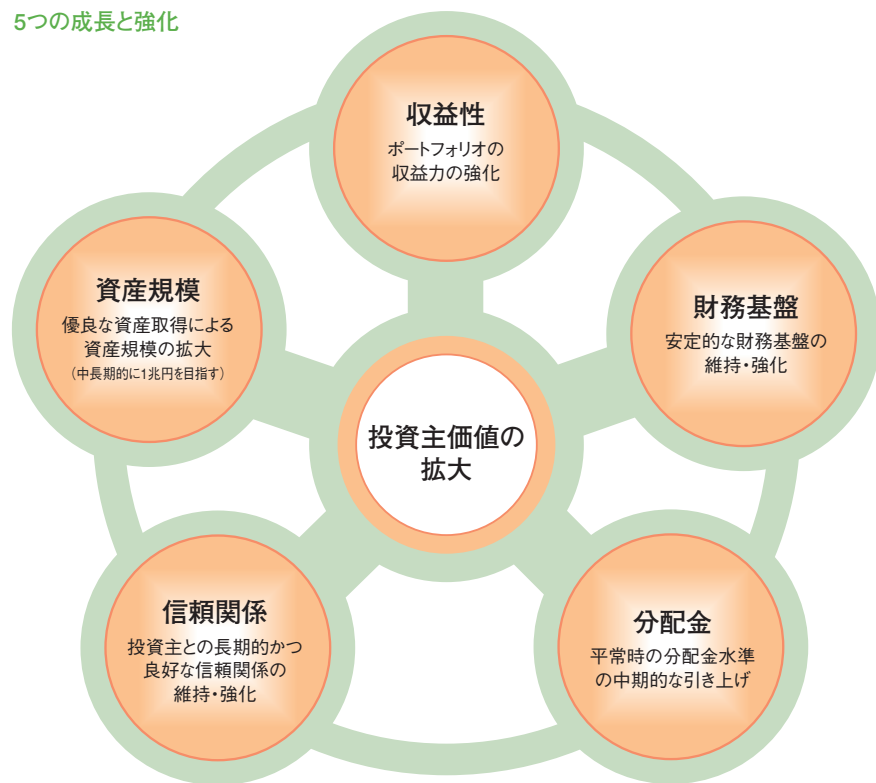 5つの成長と強化
収益性
ポートフォリオの
収益力の強化
資産規模
優良な資産取得による
資産規模の拡大
（中長期的に1兆円を目指す）
財務基盤
安定的な財務基盤の
維持・強化
投資主価値の
拡大
信頼関係
投資主との長期的かつ
良好な信頼関係の
維持・強化
分配金
平常時の分配金水準
の中期的な引き上げ